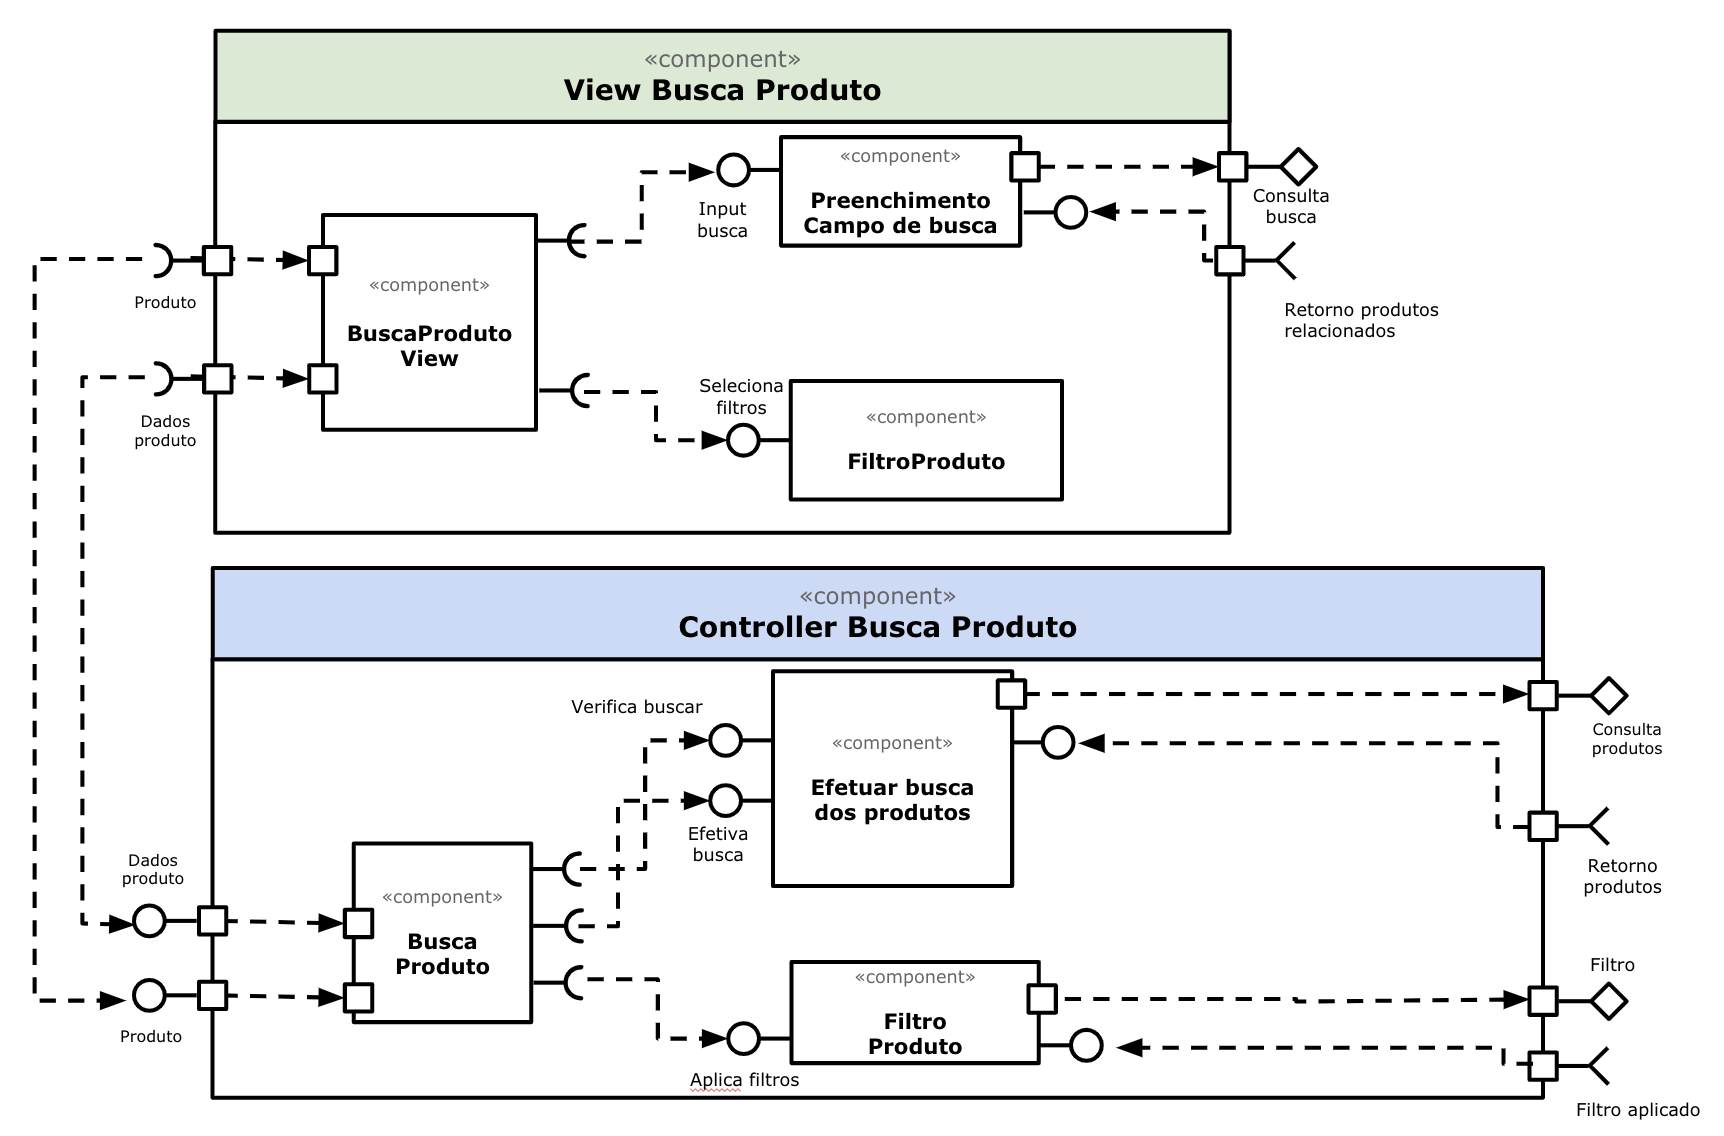 «component»
View Busca Produto
«component»
Preenchimento
Campo de busca
Input
busca
Consulta
busca
Retorno produtos
relacionados
Produto
«component»
BuscaProduto
View
Dados
produto
Seleciona
filtros
«component»
FiltroProduto
«component»
Controller Busca Produto
Verifica buscar
«component»
Efetuar busca
dos produtos
Efetiva
busca
Consulta
produtos
Retorno
produtos
Dados
produto
«component»
Busca
Produto
Produto
«component»
Filtro
Produto
Aplica filtros
Filtro
Filtro aplicado